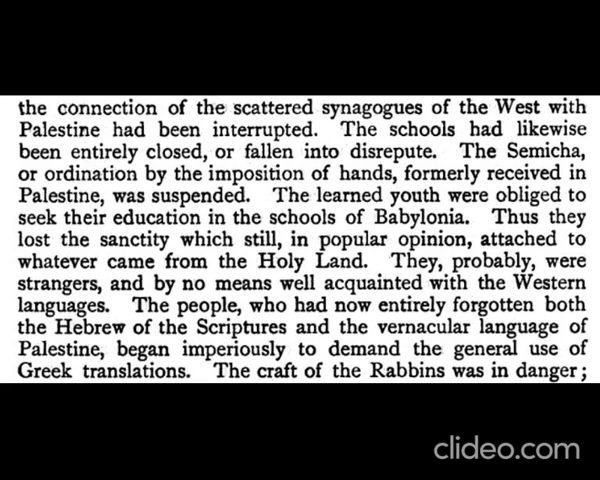 the connection of the scattered synagogues of the West with
Palestine had been interrupted. The schools had likewise
been entirely closed, or fallen into disrepute. The Semicha,
or ordination by the imposition of hands, formerly received in
Palestine, was suspended. The learned youth were obliged to
seek their education in the schools of Babylonia. Thus they
lost the sanctity which still, in popular opinion, attached to
whatever came from the Holy Land. They, probably, were
strangers, and by no means well acquainted with the Western
languages. The people, who had now entirely forgotten both
the Hebrew of the Scriptures and the vernacular language of
Palestine, began imperiously to demand the general use of
Greek translations. The craft of the Rabbins was in danger;
clideo.com